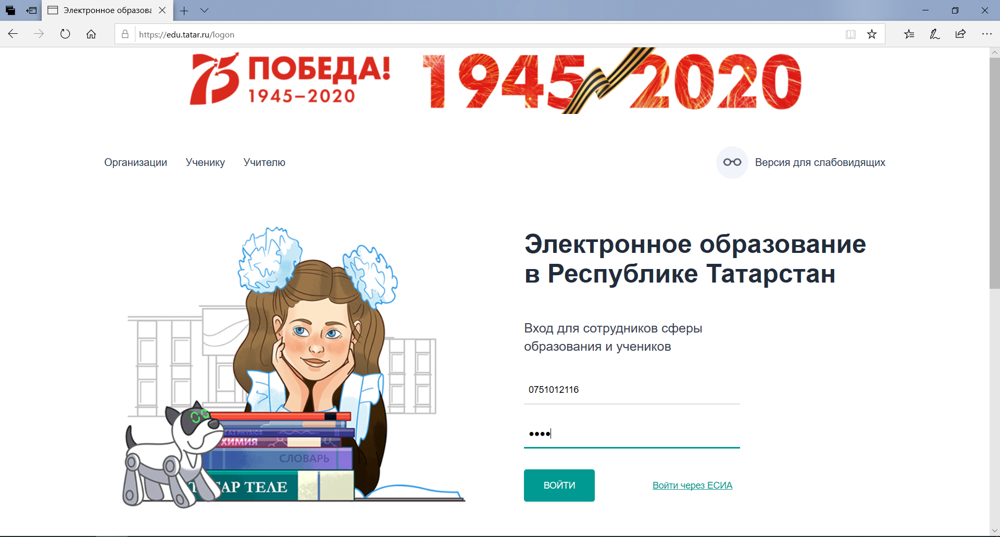 Электронное образова
https://edu.tatar.ru/logon
75
ПОБЕДА!
1945–2020
1945 2020
Организации Ученику Учителю
Версия для слабовидящих
Электронное образование
в Республике Татарстан
Вход для сотрудников сферы
образования и учеников
0751012116
••••
ВОЙТИ
Войти через ЕСИА
A2 PHYSICS
ХИМИЯ
СЛОВАРЬ
ТАТАР ТЕЛЕ